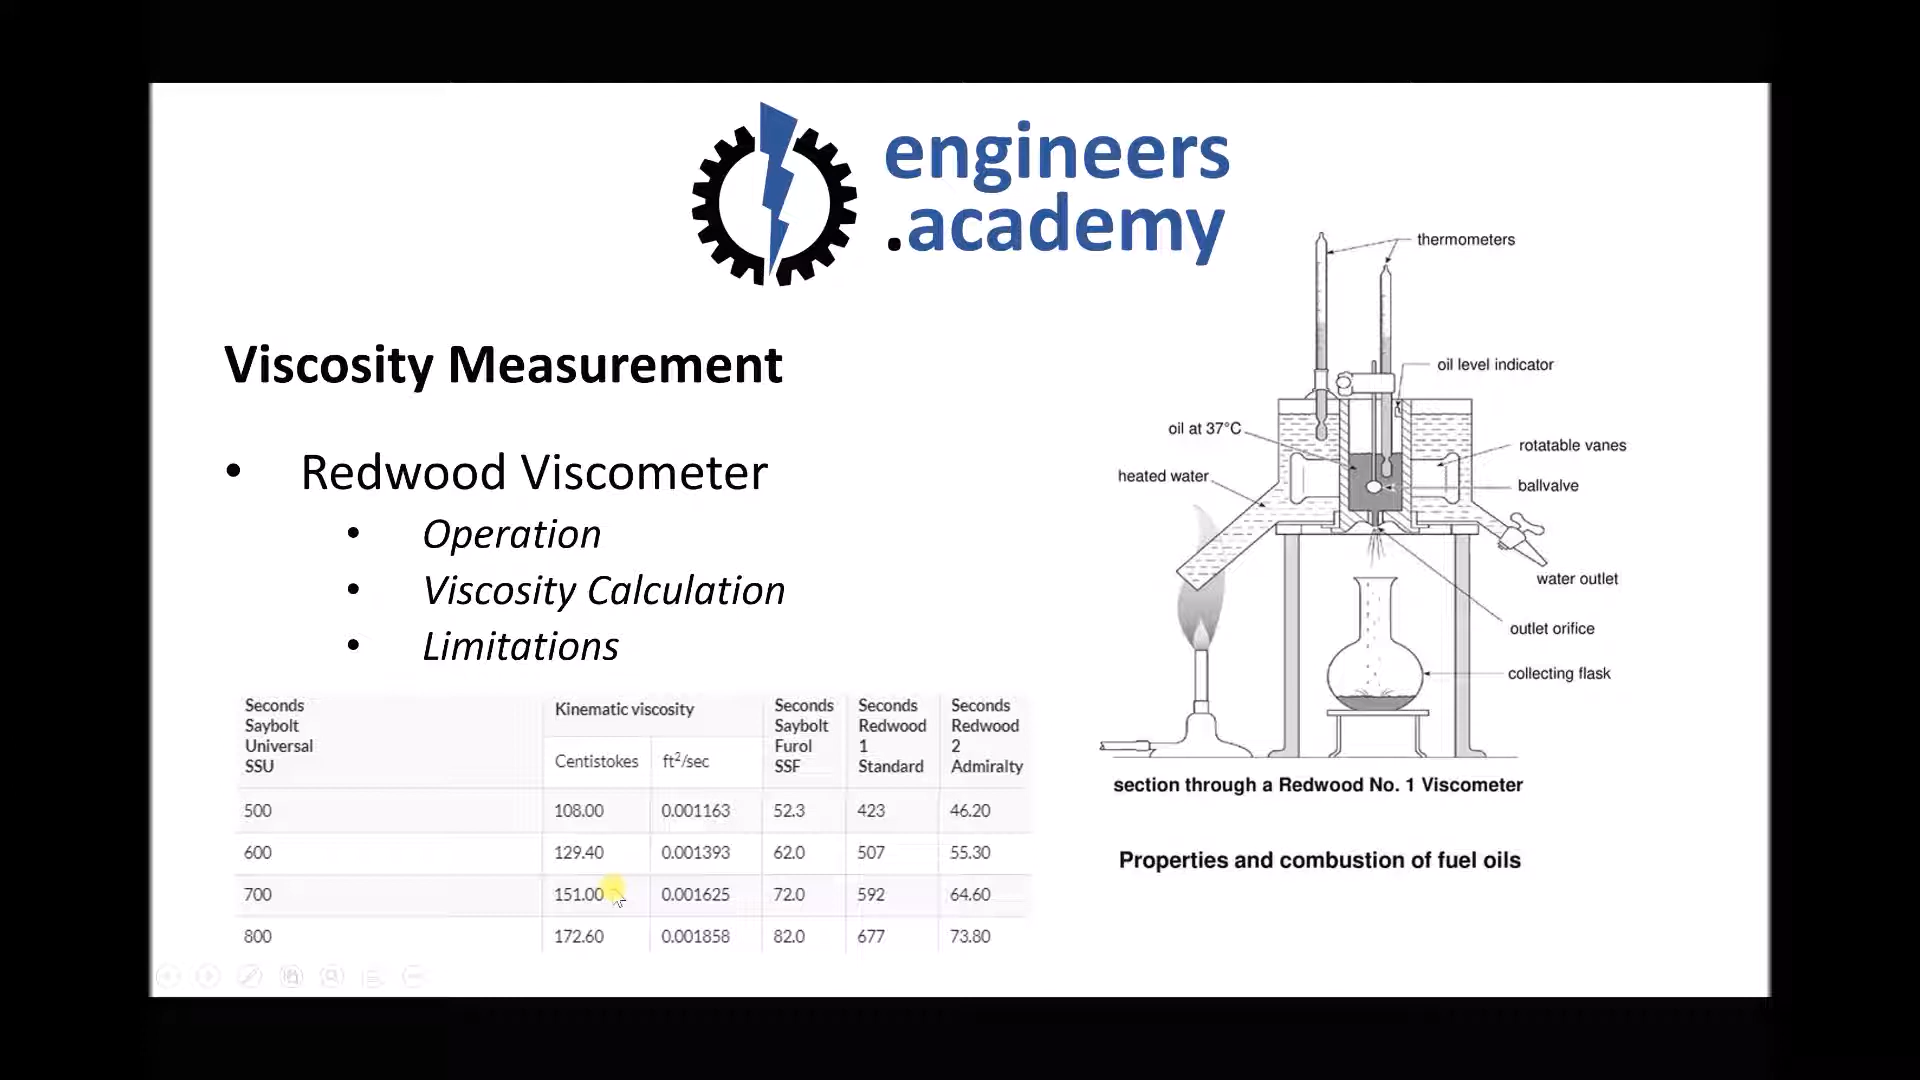 engineers
.academy
Viscosity Measurement
• Redwood Viscometer
• Operation
• Viscosity Calculation
• Limitations
Seconds
Saybolt
Universal
SSU
Kinematic viscosity
Centistokes
ft²/sec
Seconds
Saybolt
Furol
SSF
Seconds
Redwood
1
Standard
Seconds
Redwood
2
Admiralty
500 108.00 0.001163 52.3 423 46.20
600 129.40 0.001393 62.0 507 55.30
700 151.00 0.001625 72.0 592 64.60
800 172.60 0.001858 82.0 677 73.80
thermometers
oil level indicator
oil at 37°C
rotatable vanes
heated water
ballvalve
water outlet
outlet orifice
collecting flask
section through a Redwood No. 1 Viscometer
Properties and combustion of fuel oils